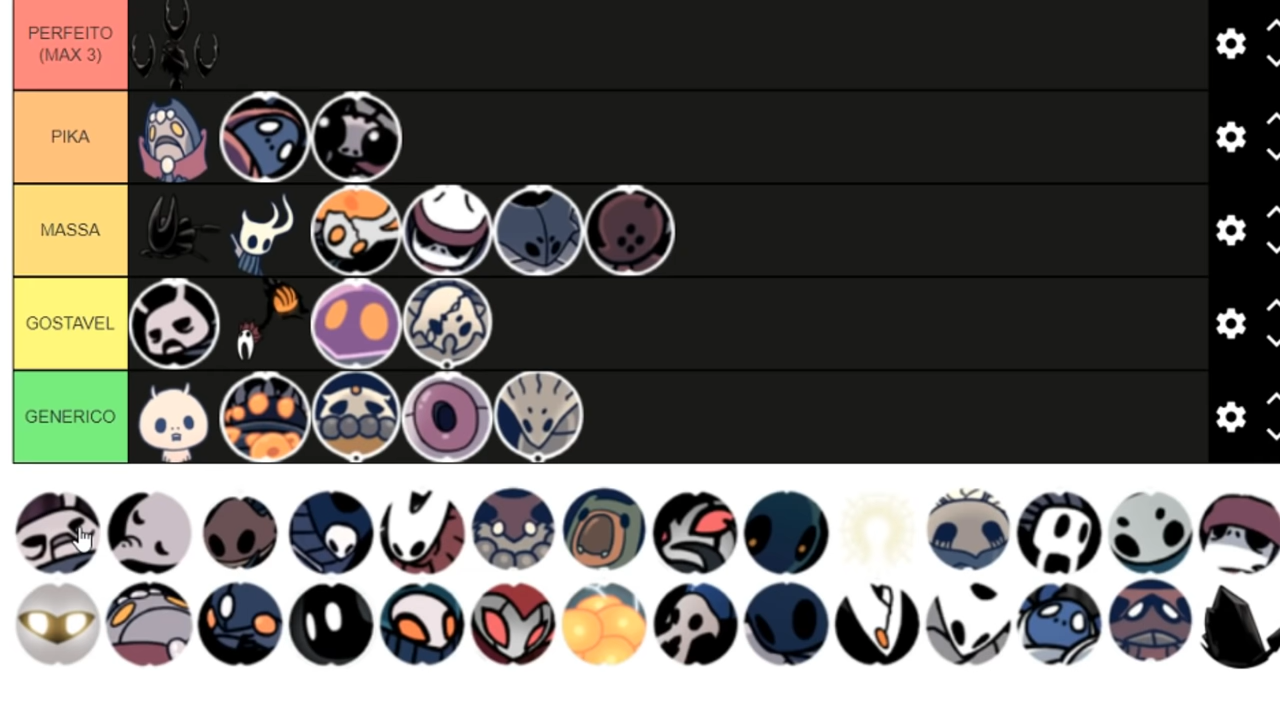 PERFEITO
(MAX 3)
PIKA
MASSA
GOSTAVEL
GENERICO